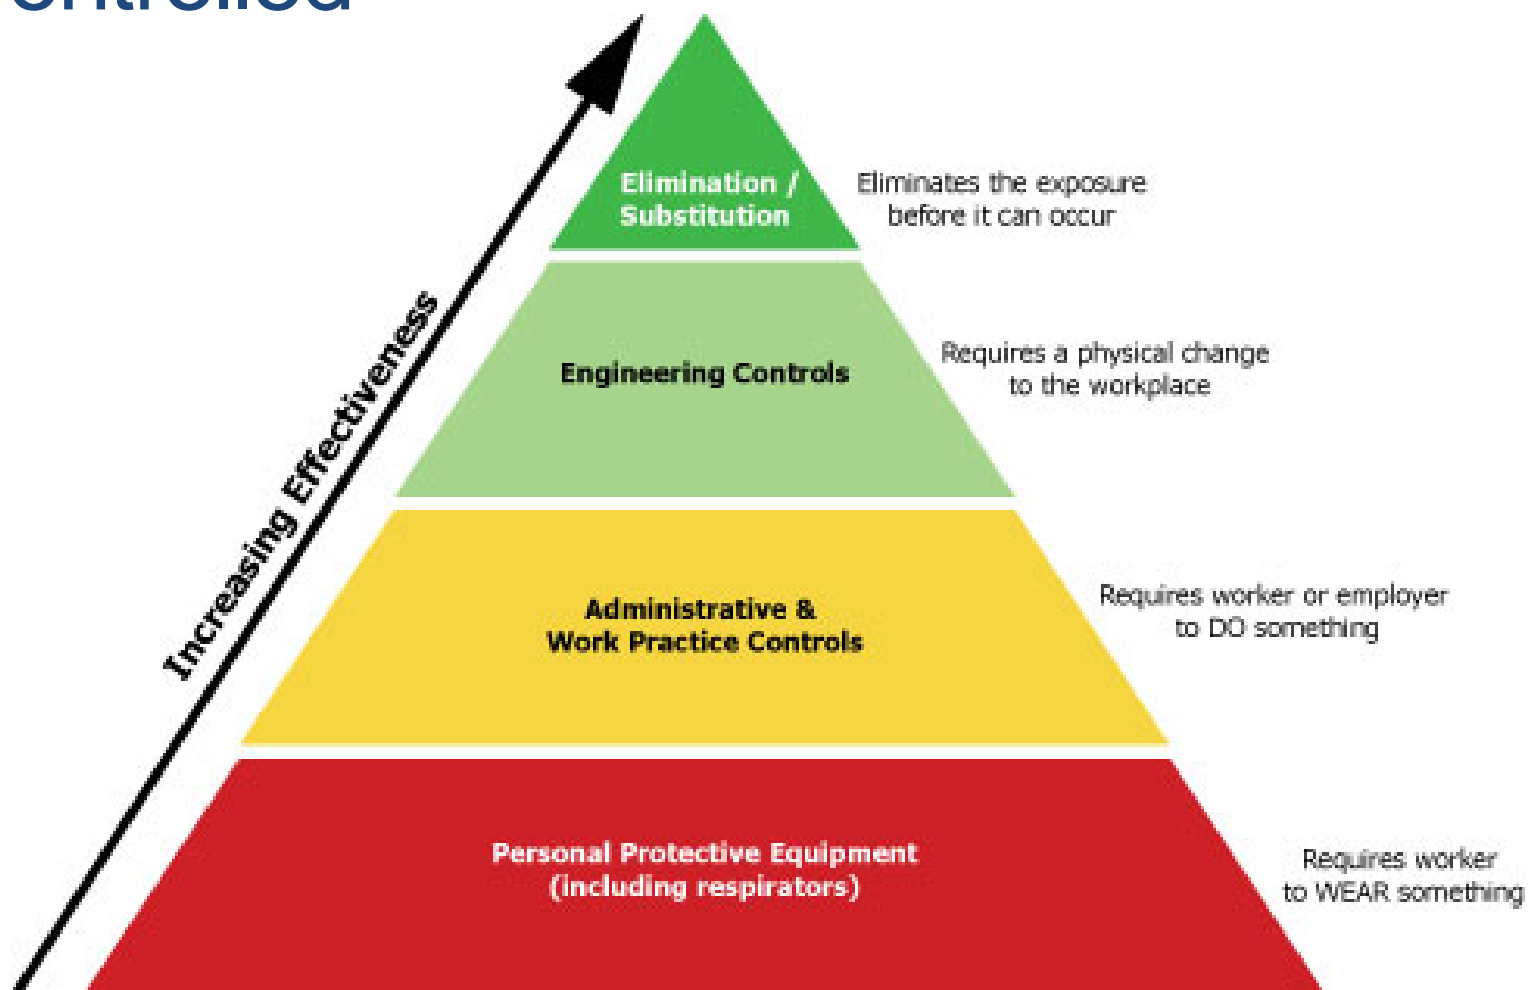 Elimination /
Substitution
Eliminates the exposure
before it can occur
Engineering Controls
Requires a physical change
to the workplace
Increasing Effectiveness
Administrative &
Work Practice Controls
Requires worker or employer
to DO something
Personal Protective Equipment
(including respirators)
Requires worker
to WEAR something